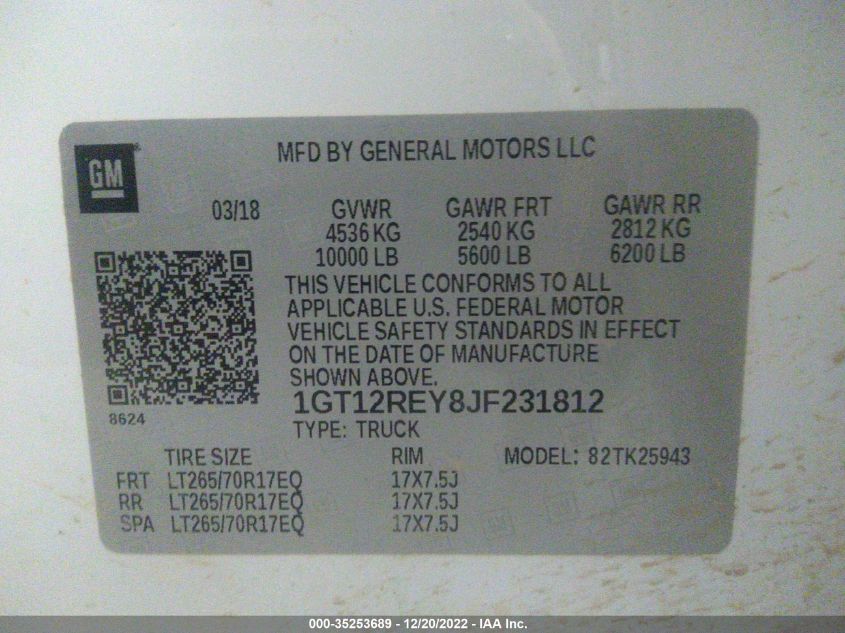 MFD BY GENERAL MOTORS LLC
GM
03/18 GVWR GAWR FRT GAWR RR
4536 KG 2540 KG 2812 KG
10000 LB 5600 LB 6200 LB
THIS VEHICLE CONFORMS TO ALL
APPLICABLE U.S. FEDERAL MOTOR
VEHICLE SAFETY STANDARDS IN EFFECT
ON THE DATE OF MANUFACTURE
SHOWN ABOVE.
8624
1GT12REY8JF231812
TYPE: TRUCK
TIRE SIZE RIM MODEL: 82TK25943
FRT LT265/70R17EQ 17X7.5J
RR LT265/70R17EQ 17X7.5J
SPA LT265/70R17EQ 17X7.5J
GM
000-35253689 - 12/20/2022 - IAA Inc.